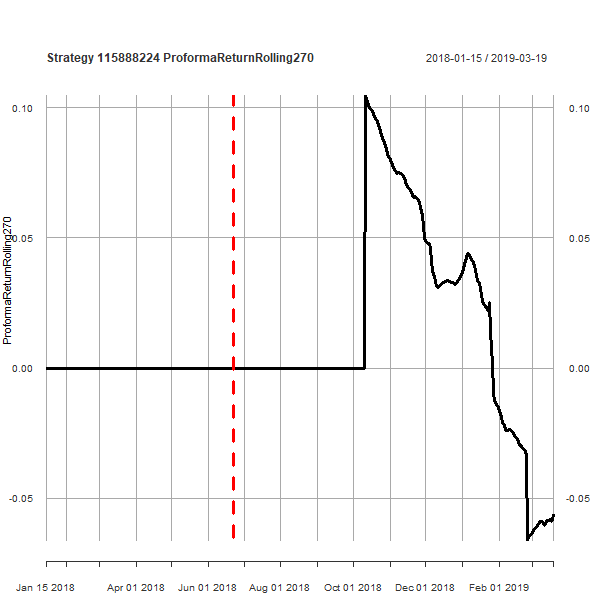 Strategy 115888224 ProformaReturnRolling270
2018-01-15 / 2019-03-19
ProformaReturnRolling270
0.10
0.05
0.00
-0.05
0.10
0.05
0.00
-0.05
Jan 15 2018
Apr 01 2018
Jun 01 2018
Aug 01 2018
Oct 01 2018
Dec 01 2018
Feb 01 2019